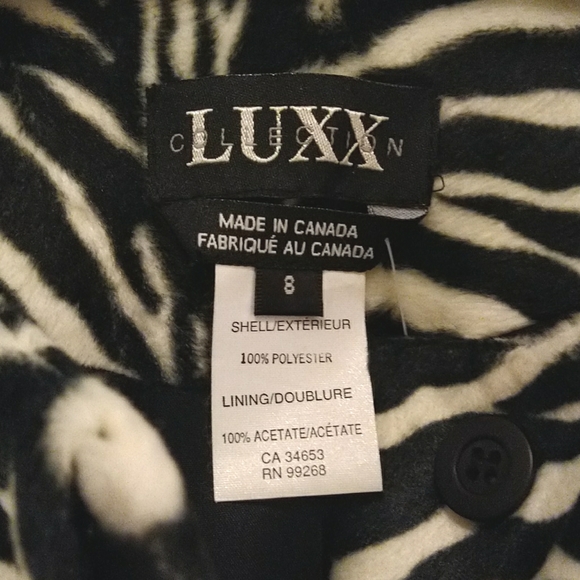 LUXX
COLLECTION
MADE IN CANADA
FABRIQUÉ AU CANADA
8
SHELL/EXTÉRIEUR
100% POLYESTER
LINING/DOUBLURE
100% ACETATE/ACÉTATE
CA 34653
RN 99268